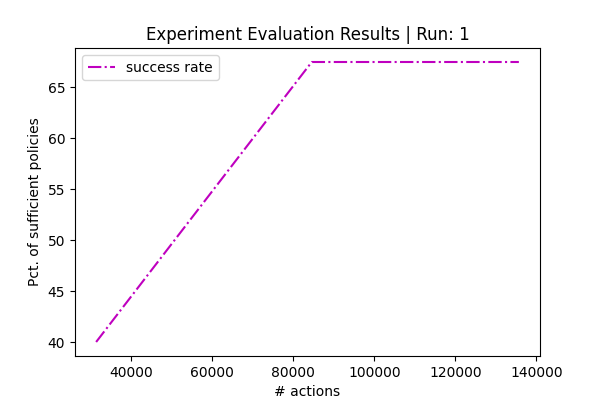 Experiment Evaluation Results | Run: 1
success rate
Pct. of sufficient policies
65
60
55
50
45
40
40000 60000 80000 100000 120000 140000
# actions